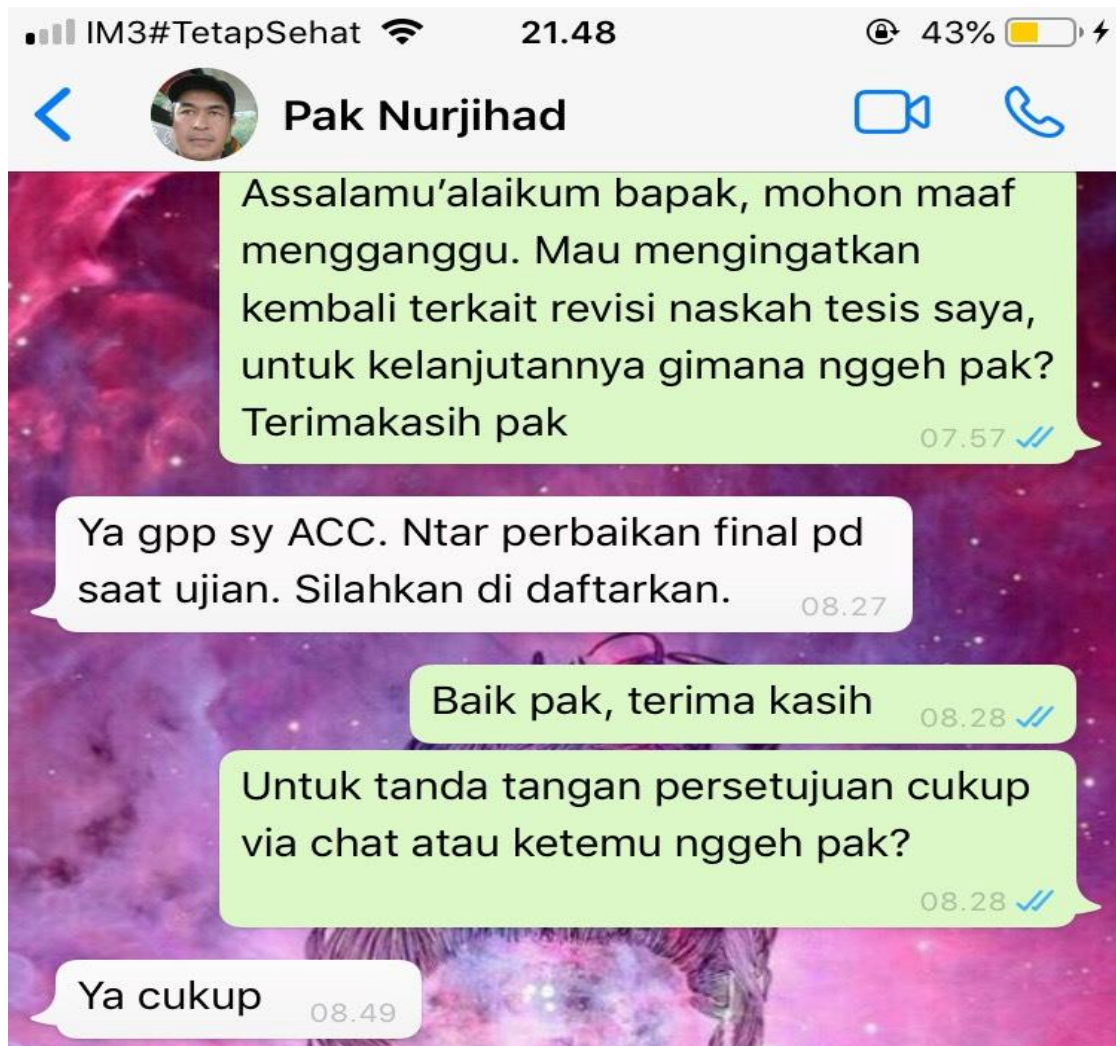 IM3#TetapSehat 21.48 43%
Pak Nurjihad
Assalamu’alaikum bapak, mohon maaf
mengganggu. Mau mengingatkan
kembali terkait revisi naskah tesis saya,
untuk kelanjutannya gimana nggeh pak?
Terimakasih pak
07.57
Ya gpp sy ACC. Ntar perbaikan final pd
saat ujian. Silahkan di daftarkan.
08.27
Baik pak, terima kasih
08.28
Untuk tanda tangan persetujuan cukup
via chat atau ketemu nggeh pak?
08.28
Ya cukup
08.49